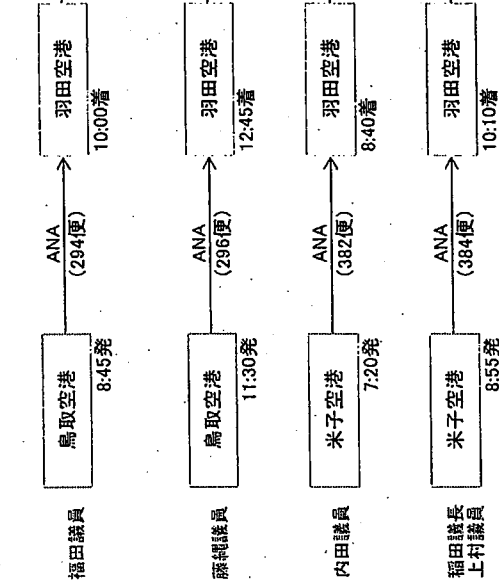 福田議員
鳥取空港
8:45発
ANA
(294便)
羽田空港
10:00着
藤縄議員
鳥取空港
11:30発
ANA
(296便)
羽田空港
12:45着
内田議員
米子空港
7:20発
ANA
(382便)
羽田空港
8:40着
稲田議長
上村議員
米子空港
8:55発
ANA
(384便)
羽田空港
10:10着